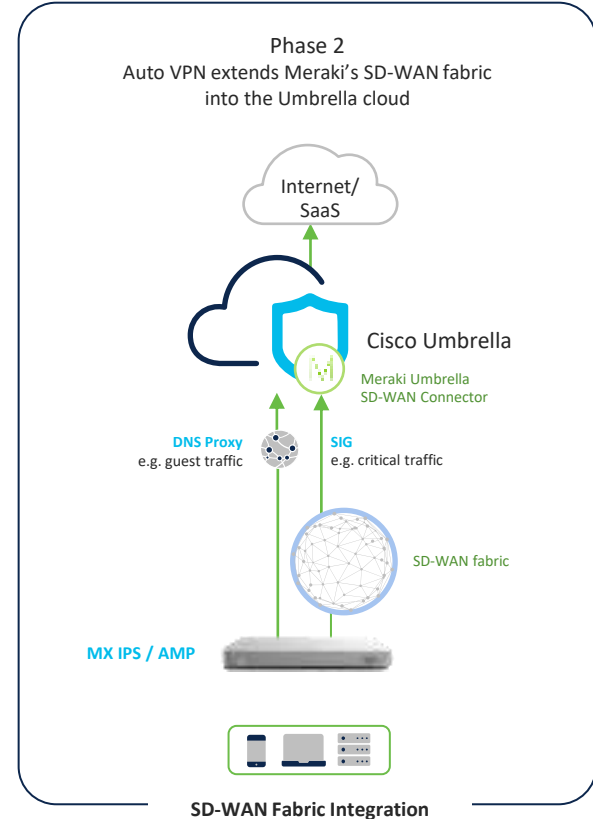 Phase 2
Auto VPN extends Meraki's SD-WAN fabric
into the Umbrella cloud
Internet/
SaaS
Cisco Umbrella
Meraki Umbrella
SD-WAN Connector
DNS Proxy
e.g. guest traffic
SIG
e.g. critical traffic
SD-WAN fabric
MX IPS / AMP
SD-WAN Fabric Integration